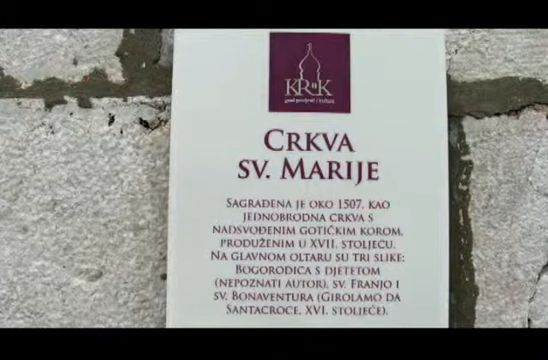 KRK
grad povijesti i kulture
CRKVA
SV. MARIJE
SAGRAĐENA JE OKO 1507. KAO
JEDNOBRODNA CRKVA S
NADSVOĐENIM GOTIČKIM KOROM,
PRODUŽENIM U XVII. STOLJEĆU.
NA GLAVNOM OLTARU SU TRI SLIKE:
BOGORODICA S DJETETOM
(NEPOZNATI AUTOR), SV. FRANJO I
SV. BONAVENTURA (GIROLAMO DA
SANTACROCE, XVI. STOLJEĆE).